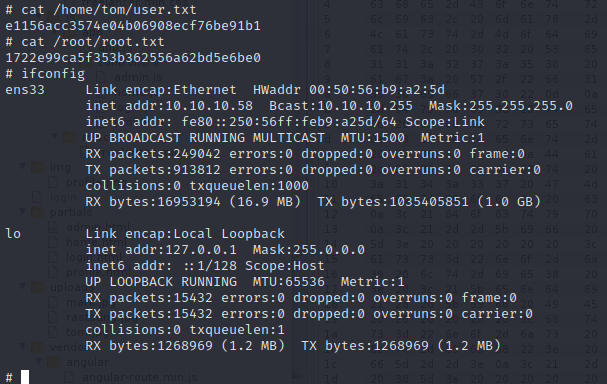 # cat /home/tom/user.txt
e1156acc3574e04b06908ecf76be91b1
# cat /root/root.txt
1722e99ca5f353b362556a62bd5e6be0
# ifconfig
ens33     Link encap:Ethernet  HWaddr 00:50:56:b9:a2:5d
          inet addr:10.10.10.58  Bcast:10.10.10.255  Mask:255.255.255.0
          inet6 addr: fe80::250:56ff:feb9:a25d/64 Scope:Link
          UP BROADCAST RUNNING MULTICAST  MTU:1500  Metric:1
          RX packets:249042 errors:0 dropped:0 overruns:0 frame:0
          TX packets:913812 errors:0 dropped:0 overruns:0 carrier:0
          collisions:0 txqueuelen:1000
          RX bytes:16953194 (16.9 MB)  TX bytes:1035405851 (1.0 GB)

lo        Link encap:Local Loopback
          inet addr:127.0.0.1  Mask:255.0.0.0
          inet6 addr: ::1/128 Scope:Host
          UP LOOPBACK RUNNING  MTU:65536  Metric:1
          RX packets:15432 errors:0 dropped:0 overruns:0 frame:0
          TX packets:15432 errors:0 dropped:0 overruns:0 carrier:0
          collisions:0 txqueuelen:1
          RX bytes:1268969 (1.2 MB)  TX bytes:1268969 (1.2 MB)

#